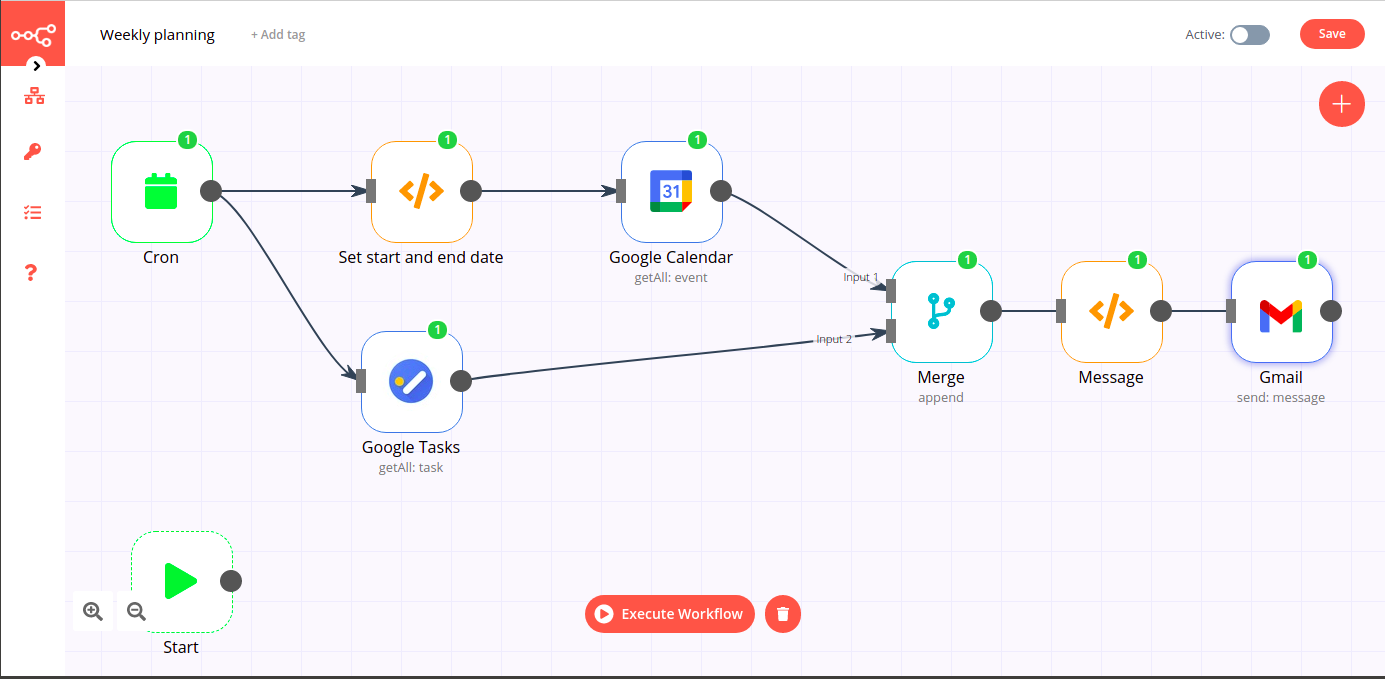 Weekly planning
+ Add tag
Active:
Save
1
1
1
31
Cron
Set start and end date
Google Calendar
getAll: event
1
1
1
Input 1
Input 2
1
Merge
append
Message
Gmail
send: message
Google Tasks
getAll: task
Execute Workflow
Start